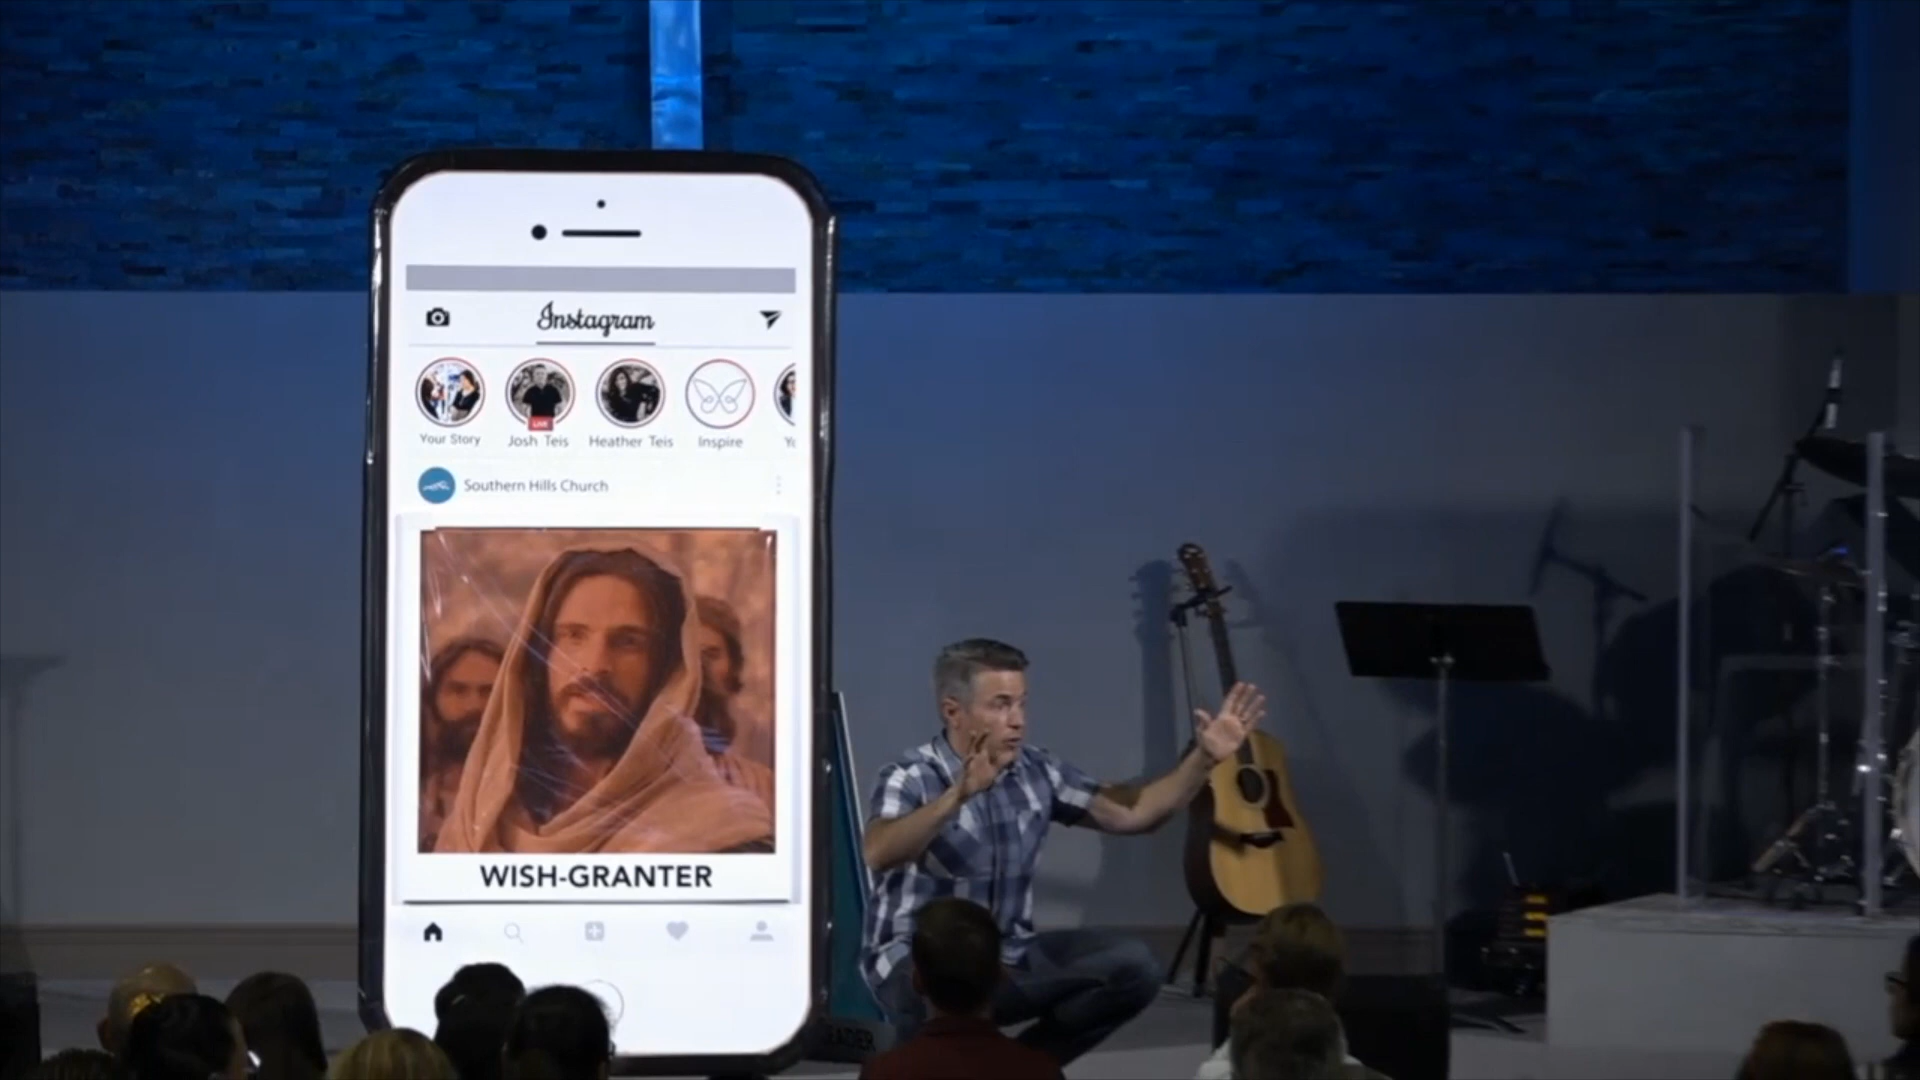 Instagram
Your Story
LIVE
Josh Teis
Heather Teis
Inspire
Southern Hills Church
WISH-GRANTER